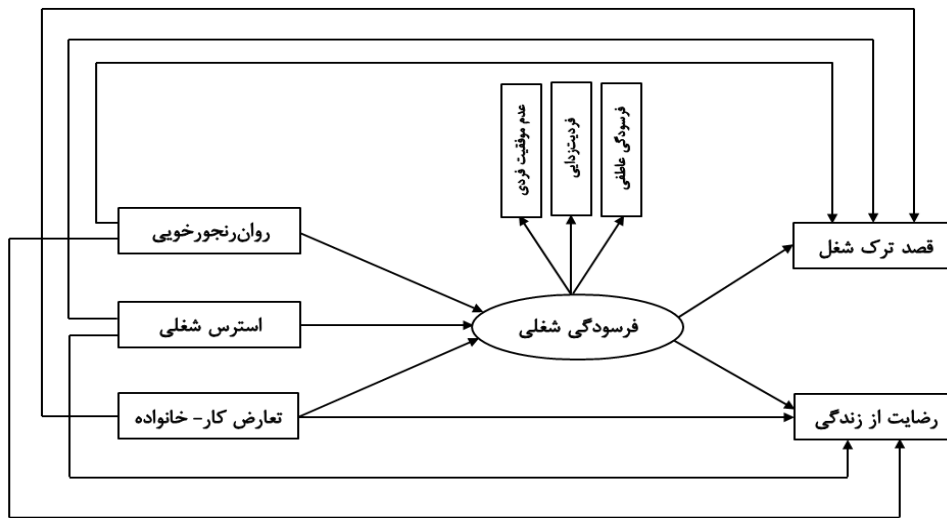 فرسودگی عاطفی
فردیت‌زدایی
عدم موفقیت فردی
روان‌رنجورخویی
قصد ترک شغل
استرس شغلی
فرسودگی شغلی
تعارض کار- خانواده
رضایت از زندگی